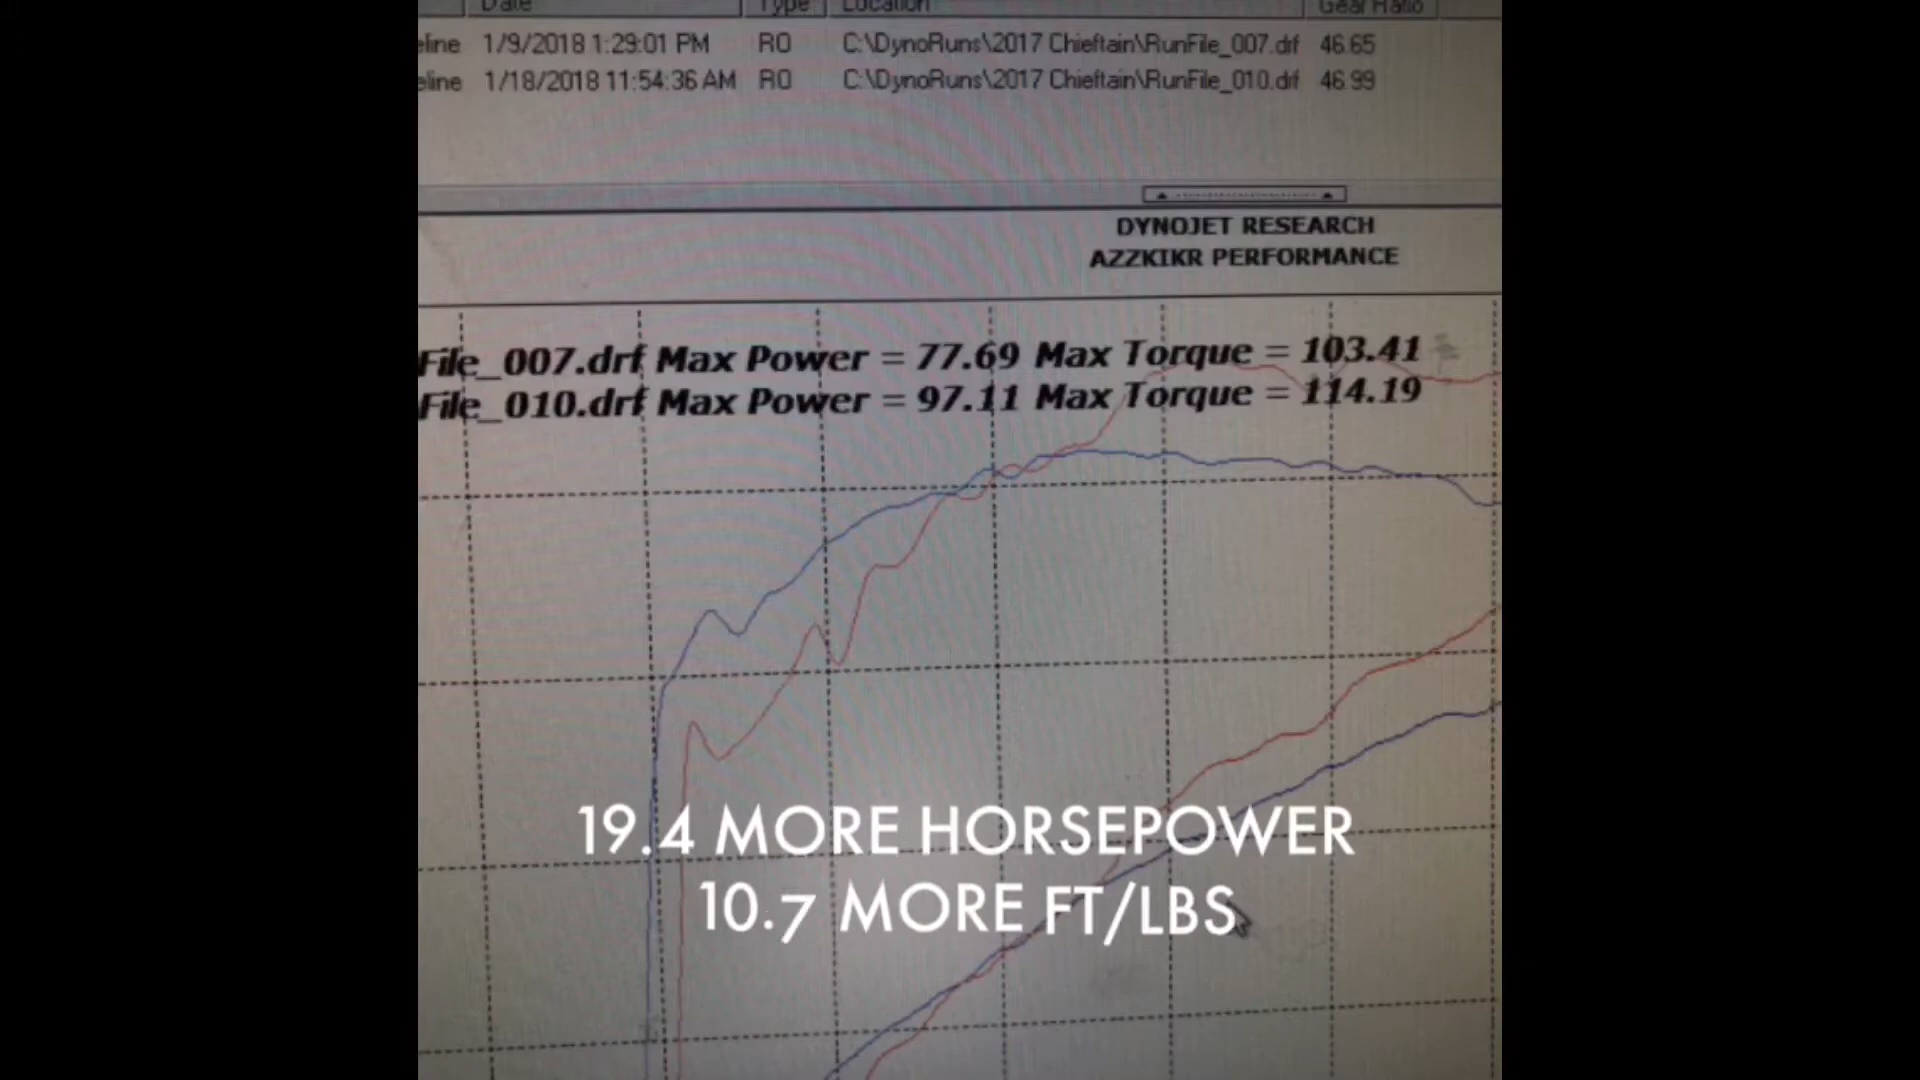 Date Type Location Gear Ratio
eline 1/9/2018 1:29:01 PM RO C:\DynoRuns\2017 Chieftain\RunFile_007.drf 46.65
eline 1/18/2018 11:54:36 AM RO C:\DynoRuns\2017 Chieftain\RunFile_010.drf 46.99
DYNOJET RESEARCH
AZZKIKR PERFORMANCE
File_007.drf Max Power = 77.69 Max Torque = 103.41
File_010.drf Max Power = 97.11 Max Torque = 114.19
19.4 MORE HORSEPOWER
10.7 MORE FT/LBS